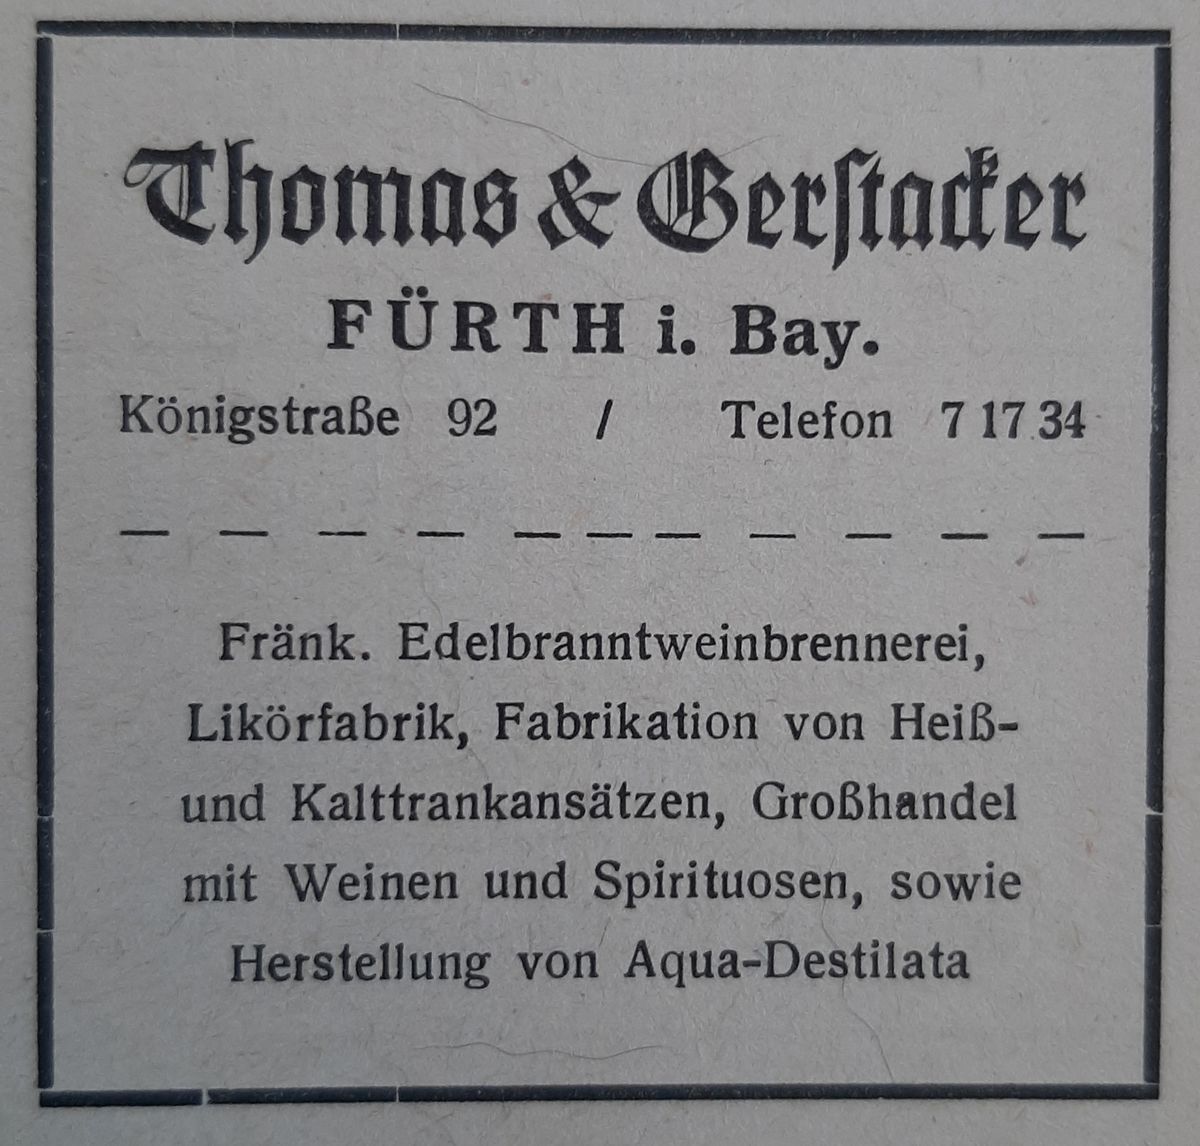 Thomas & Gerstacker
FÜRTH i. Bay.
Königstraße 92 / Telefon 7 17 34
Fränk. Edelbranntweinbrennerei,
Likörfabrik, Fabrikation von Heiß-
und Kalttrankansätzen, Großhandel
mit Weinen und Spirituosen, sowie
Herstellung von Aqua-Destilata